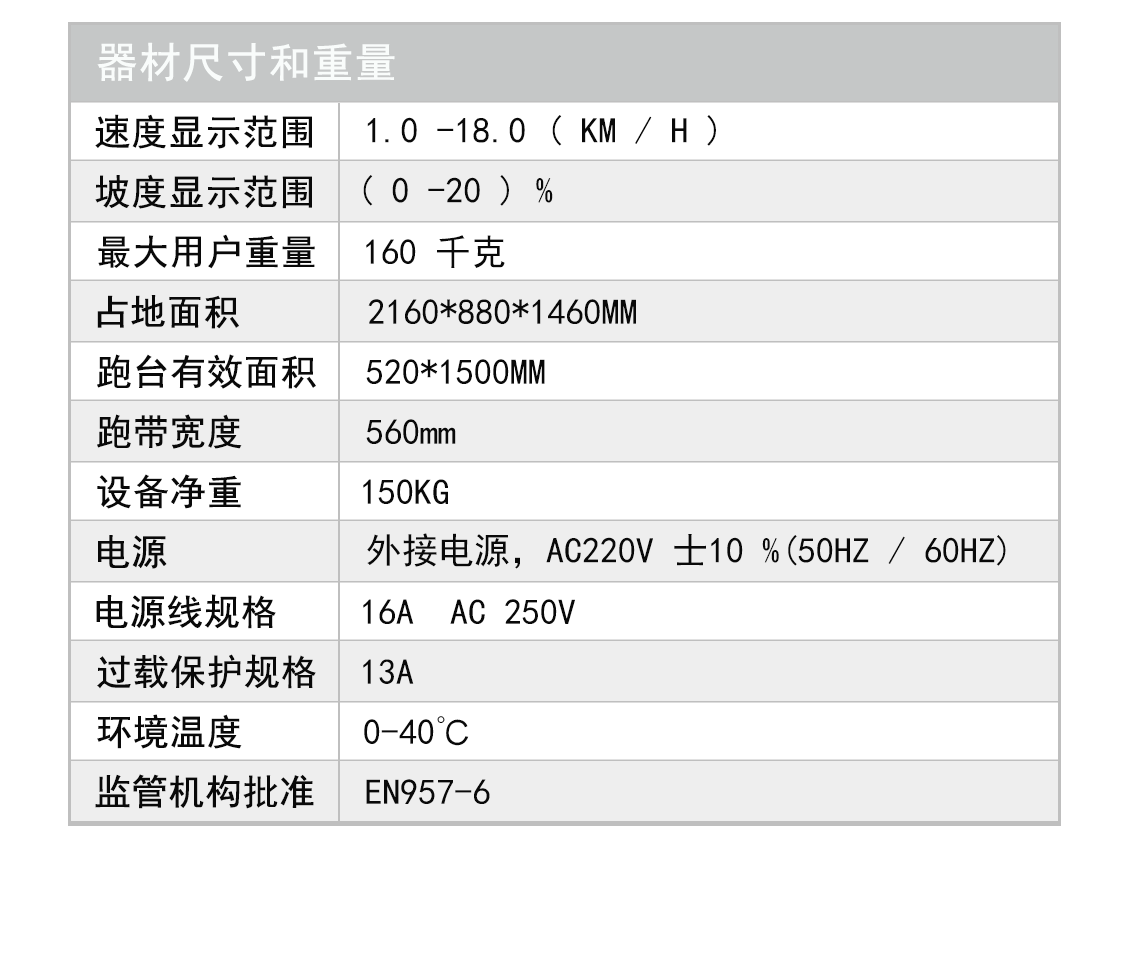 器材尺寸和重量
速度显示范围 1.0 -18.0 ( KM / H )
坡度显示范围 ( 0 -20 ) %
最大用户重量 160 千克
占地面积 2160*880*1460MM
跑台有效面积 520*1500MM
跑带宽度 560mm
设备净重 150KG
电源 外接电源，AC220V 士10 %(50HZ / 60HZ)
电源线规格 16A AC 250V
过载保护规格 13A
环境温度 0-40℃
监管机构批准 EN957-6